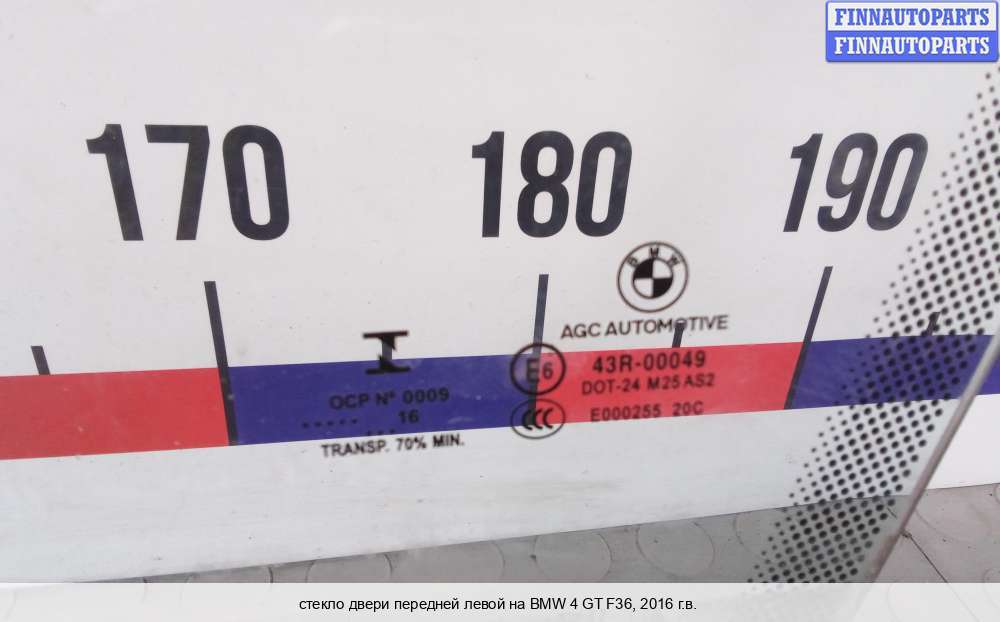 FINNAUTOPARTS
FINNAUTOPARTS
170 180 190
BMW
AGC AUTOMOTIVE
E6 43R-00049
DOT-24 M25 AS2
OCP Nº 0009
CCC E000255 20C
..... 16 ...
TRANSP. 70% MIN.
стекло двери передней левой на BMW 4 GT F36, 2016 г.в.